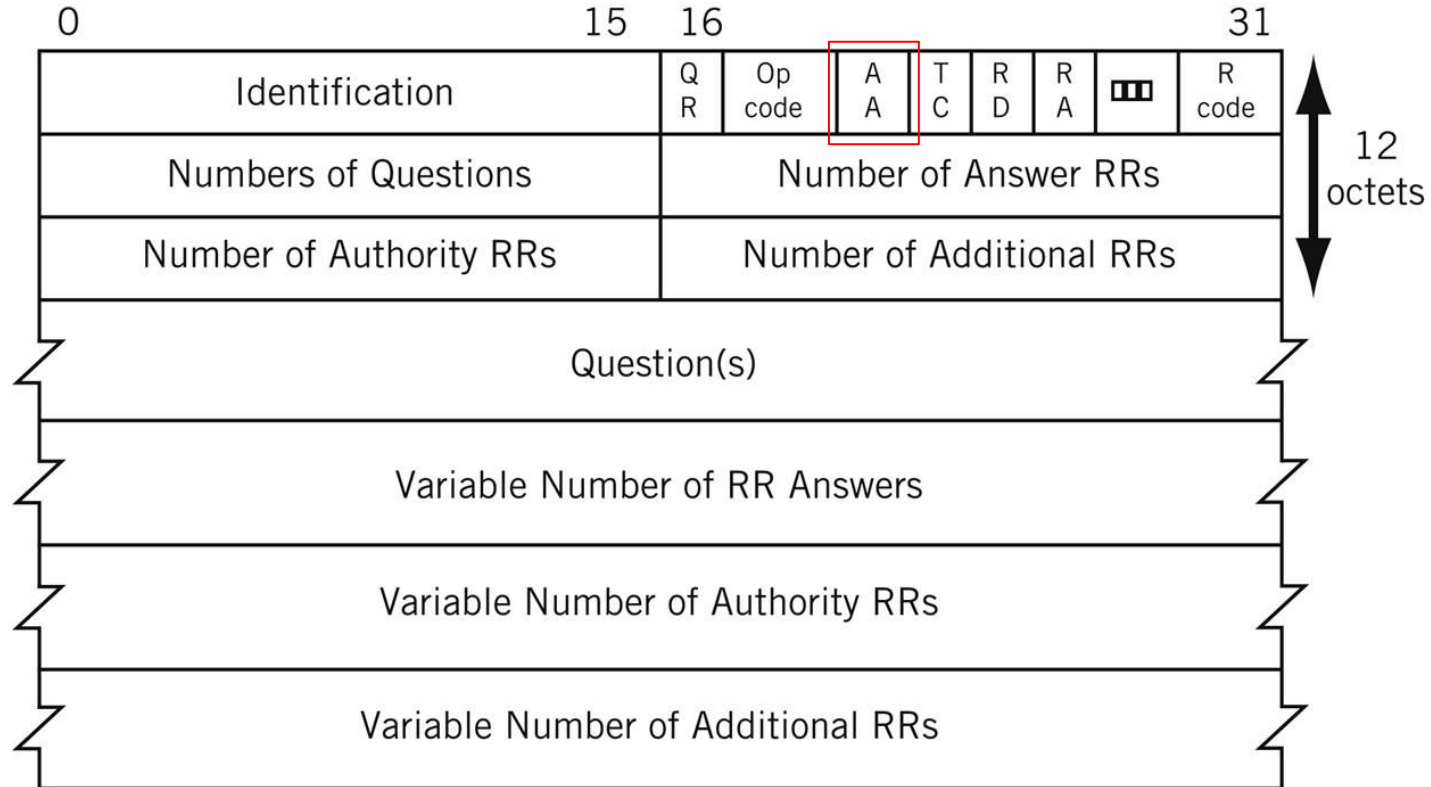 0 15 16 31
Identification
Q
R
Op
code
A
A
T
C
R
D
R
A
R
code
12
octets
Numbers of Questions
Number of Answer RRs
Number of Authority RRs
Number of Additional RRs
Question(s)
Variable Number of RR Answers
Variable Number of Authority RRs
Variable Number of Additional RRs